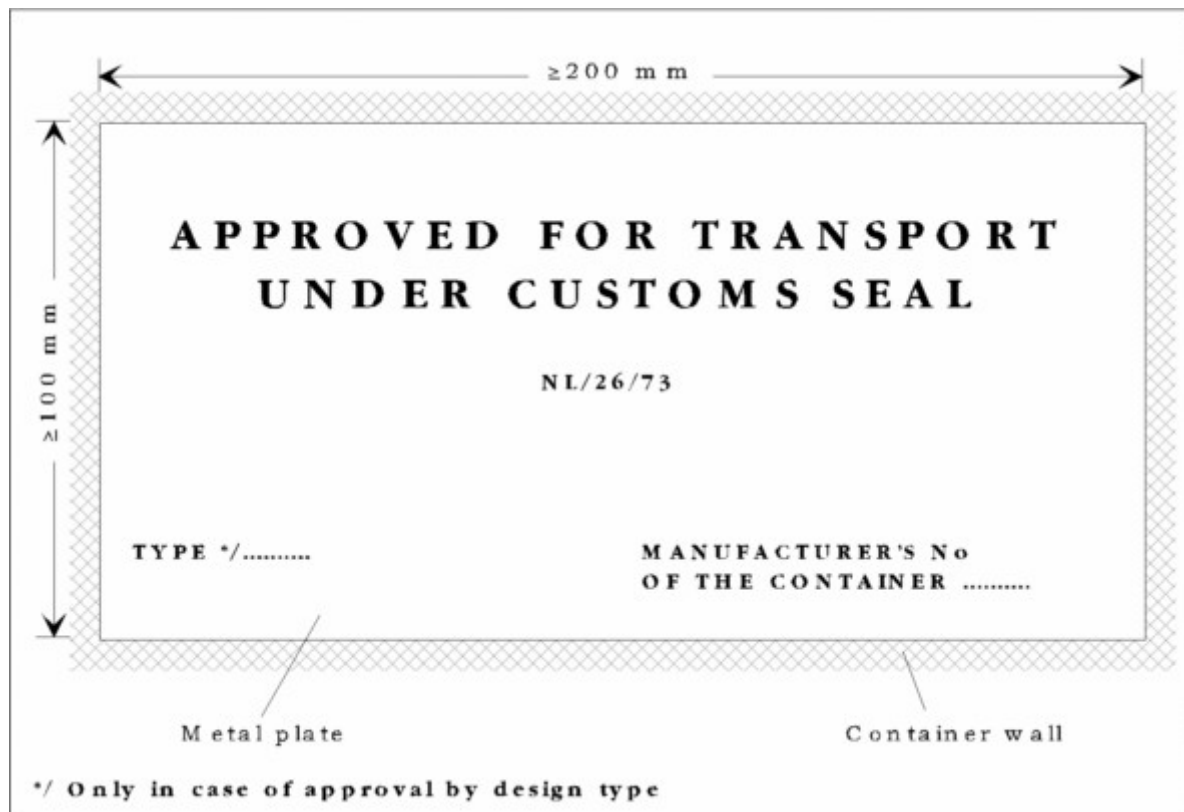 ≥200 mm
≥100 mm
APPROVED FOR TRANSPORT
UNDER CUSTOMS SEAL
NL/26/73
TYPE */..........
MANUFACTURER'S No
OF THE CONTAINER ..........
Metal plate
Container wall
*/ Only in case of approval by design type